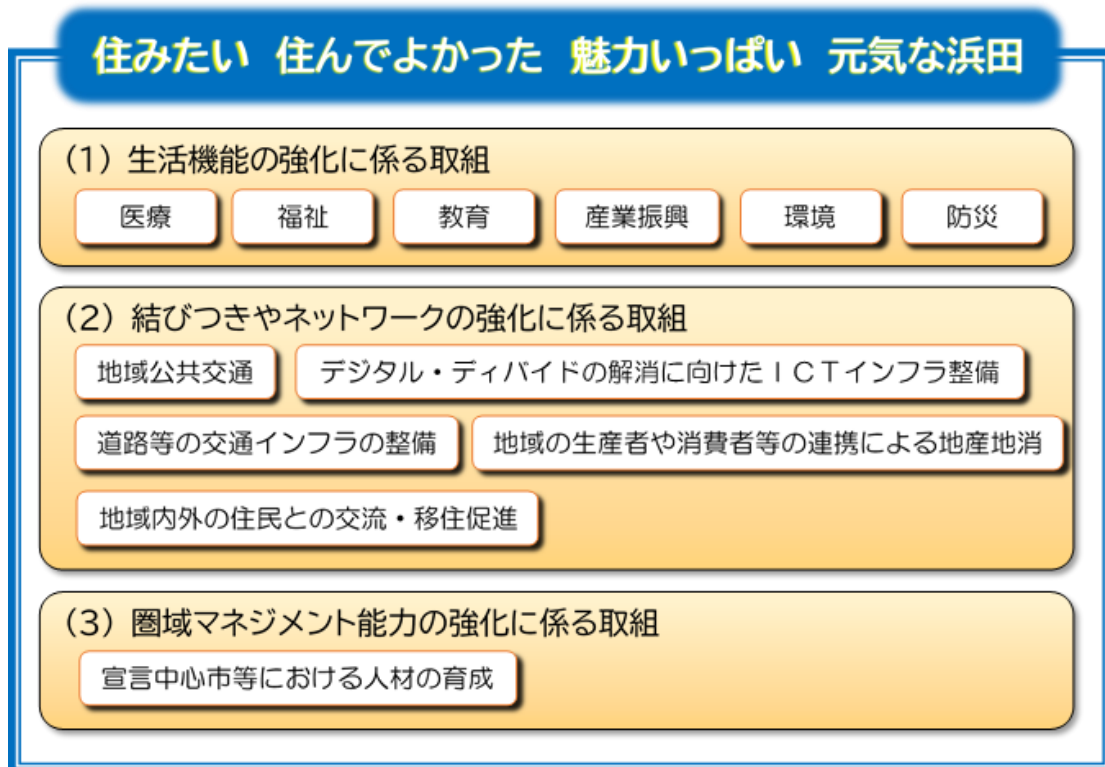 住みたい 住んでよかった 魅力いっぱい 元気な浜田
(1) 生活機能の強化に係る取組
医療 福祉 教育 産業振興 環境 防災
(2) 結びつきやネットワークの強化に係る取組
地域公共交通 デジタル・ディバイドの解消に向けたICTインフラ整備
道路等の交通インフラの整備 地域の生産者や消費者等の連携による地産地消
地域内外の住民との交流・移住促進
(3) 圏域マネジメント能力の強化に係る取組
宣言中心市等における人材の育成